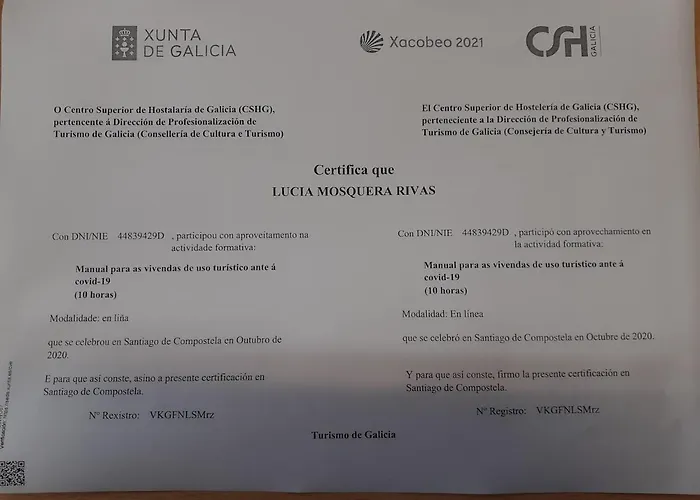 XUNTA
DE GALICIA
Xacobeo 2021
CSHG
GALICIA
O Centro Superior de Hostalaría de Galicia (CSHG),
pertencente á Dirección de Profesionalización de
Turismo de Galicia (Consellería de Cultura e Turismo)
El Centro Superior de Hostelería de Galicia (CSHG),
perteneciente a la Dirección de Profesionalización de
Turismo de Galicia (Consejería de Cultura y Turismo)
Certifica que
LUCIA MOSQUERA RIVAS
Con DNI/NIE 44839429D , participou con aproveitamento na
actividade formativa:
Manual para as vivendas de uso turístico ante á
covid-19
(10 horas)
Modalidade: en liña
que se celebrou en Santiago de Compostela en Outubro de
2020.
E para que así conste, asino a presente certificación en
Santiago de Compostela.
Nº Rexistro: VKGFNLSMrz
Con DNI/NIE 44839429D , participó con aprovechamiento en
la actividad formativa:
Manual para as vivendas de uso turístico ante á
covid-19
(10 horas)
Modalidad: En línea
que se celebró en Santiago de Compostela en Octubre de 2020.
Y para que así conste, firmo la presente certificación en
Santiago de Compostela.
Nº Registro: VKGFNLSMrz
Turismo de Galicia